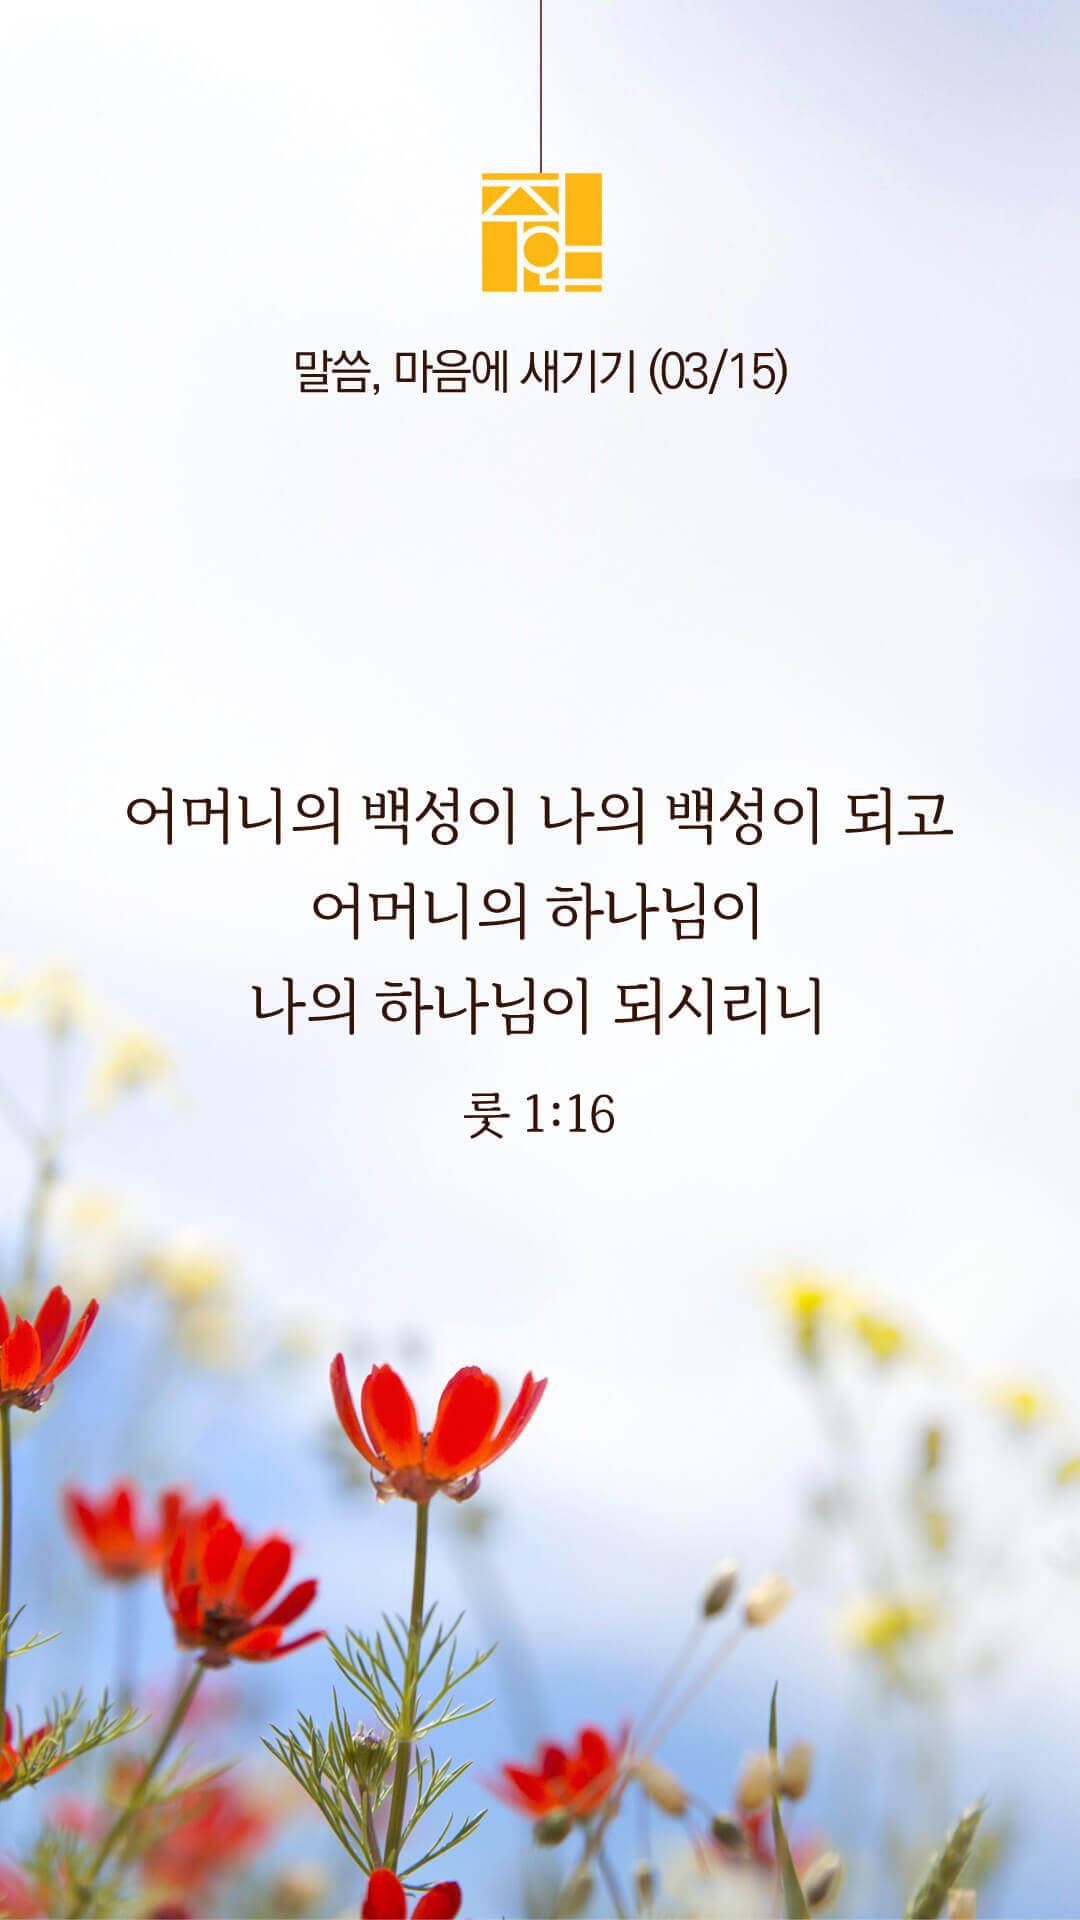 주인
말씀, 마음에 새기기 (03/15)
어머니의 백성이 나의 백성이 되고
어머니의 하나님이
나의 하나님이 되시리니
룻 1:16